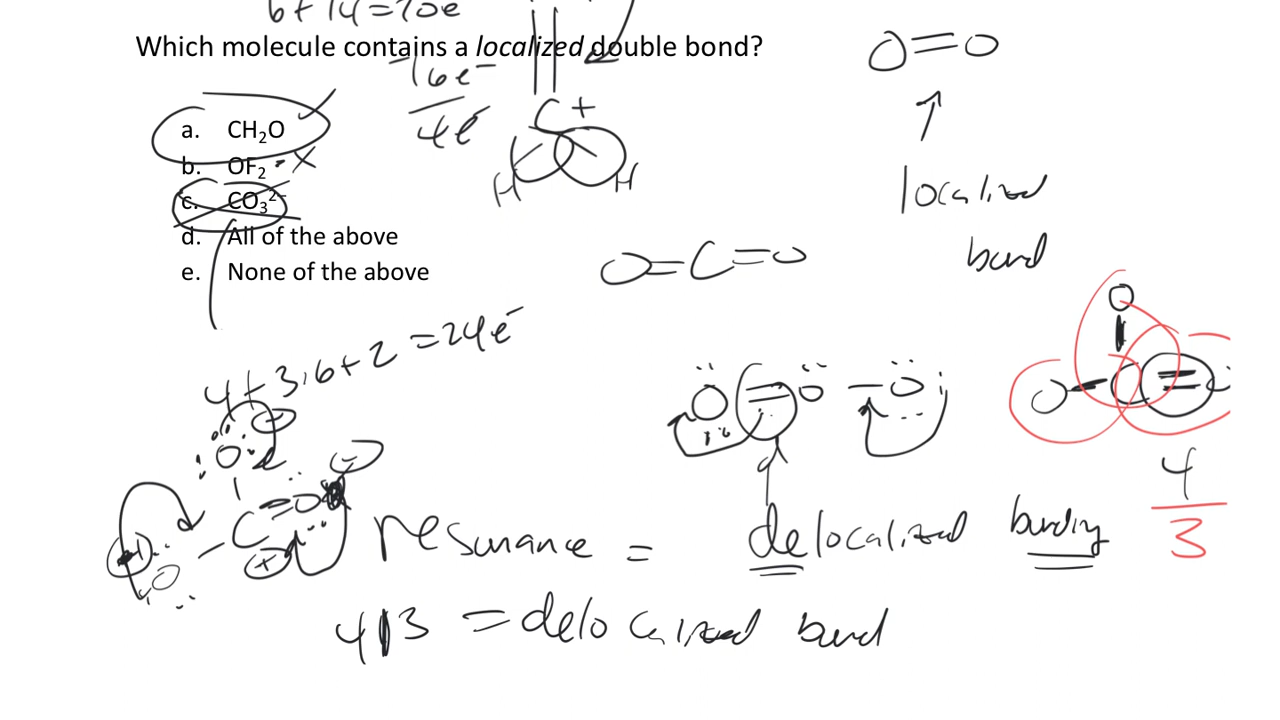 6+14=20e
Which molecule contains a localized double bond?
-16e⁻
4e⁻
C +
H H
a. CH₂O
b. OF₂ - X
c. CO₃²⁻
d. All of the above
e. None of the above
O=O
localized
bond
O=C=O
4+3·6+2=24e⁻
O
C=O
O
O=O-O
O
O-C=O
resonance = delocalized bonding
4
3
4/3 = delocalized bond